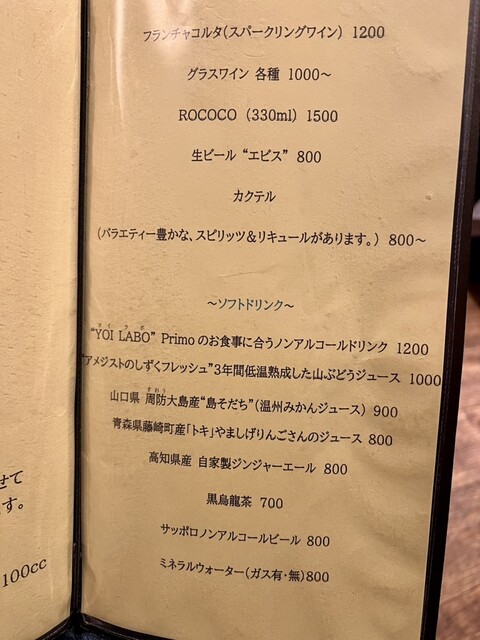 フランチャコルタ(スパークリングワイン) 1200
グラスワイン 各種 1000～
ROCOCO (330ml) 1500
生ビール “エビス” 800
カクテル
(バラエティー豊かな、スピリッツ＆リキュールがあります。) 800～
～ソフトドリンク～
“YOI LABO” Primo のお食事に合うノンアルコールドリンク 1200
“アメジストのしずくフレッシュ”3年間低温熟成した山ぶどうジュース 1000
すおう
山口県 周防大島産“島そだち”(温州みかんジュース) 900
青森県藤崎町産「トキ」やましげりんごさんのジュース 800
高知県産 自家製ジンジャーエール 800
黒烏龍茶 700
サッポロノンアルコールビール 800
ミネラルウォーター(ガス有・無)800
せて
す。
100cc